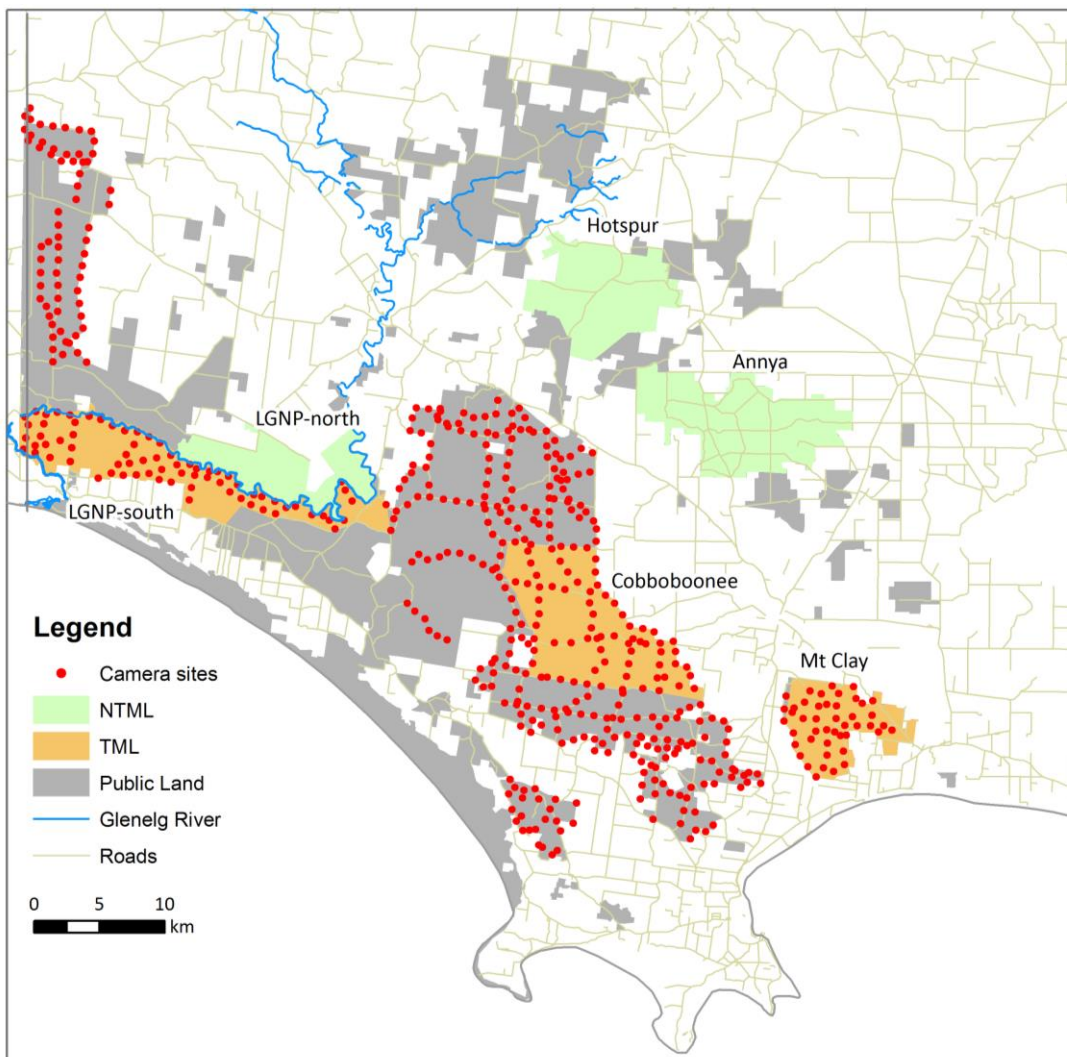 Hotspur
Annya
LGNP-north
LGNP-south
Cobboboonee
Mt Clay
Legend
Camera sites
NTML
TML
Public Land
Glenelg River
Roads
0 5 10
km